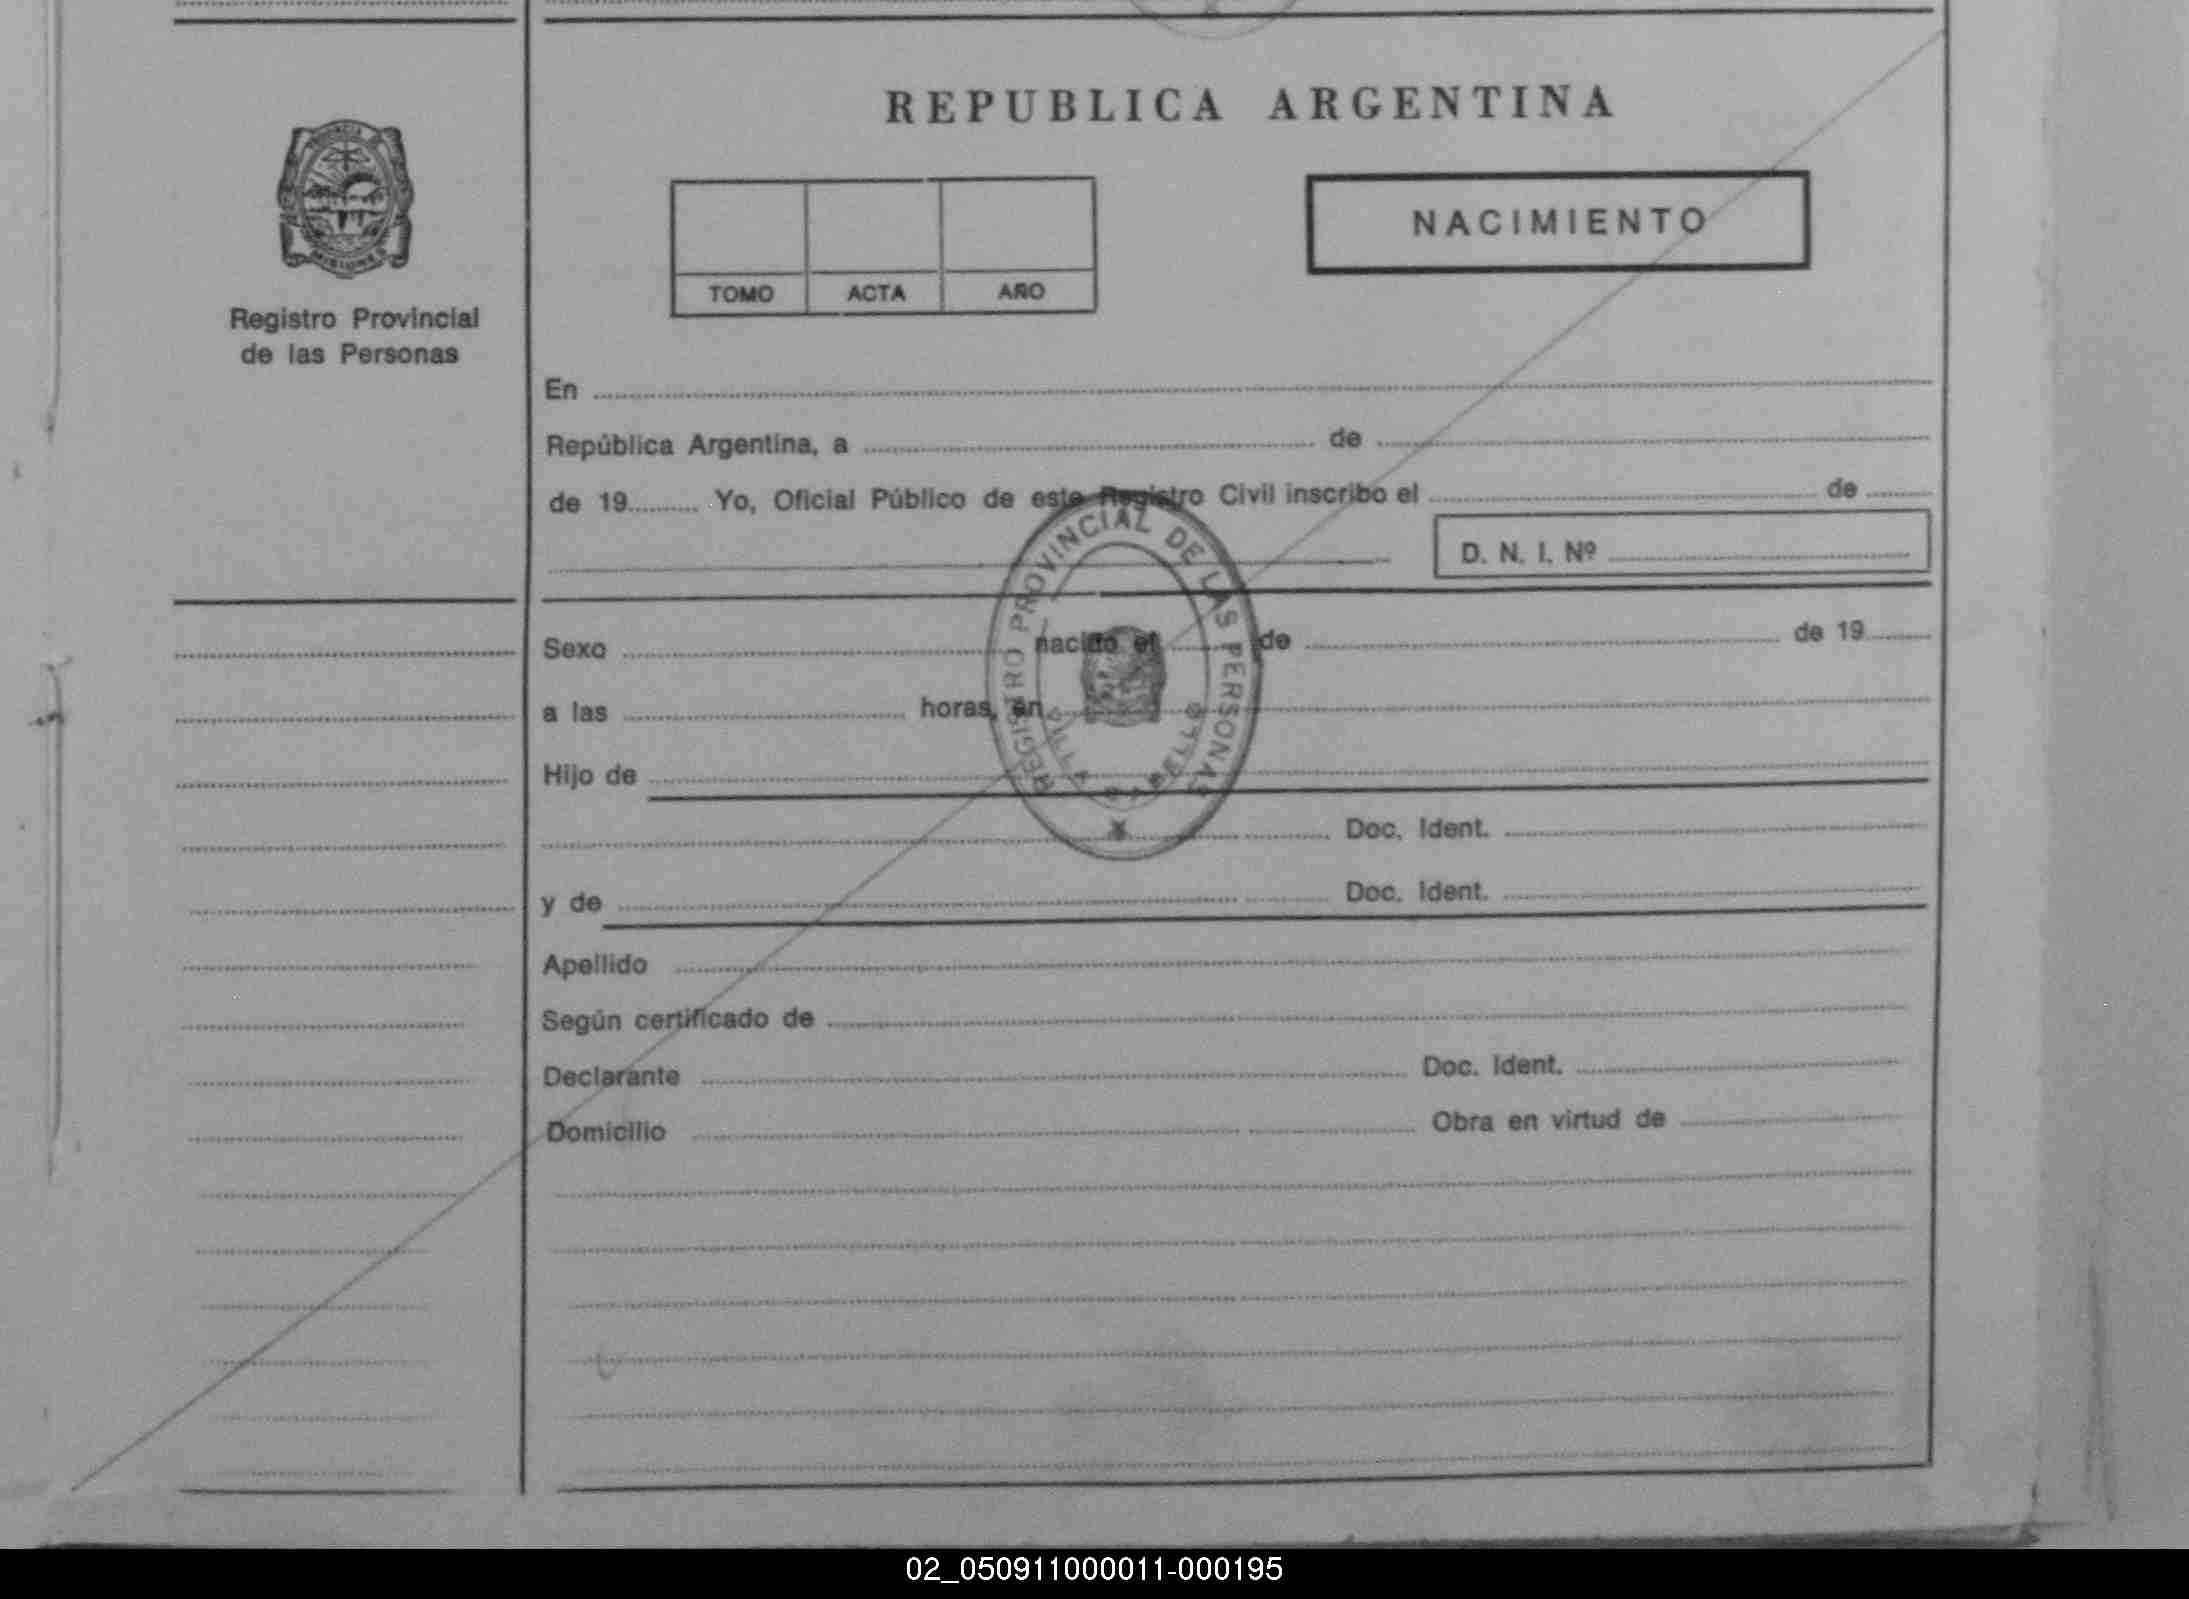 REPUBLICA ARGENTINA
PROVINCIA
MISIONES
Registro Provincial
de las Personas
NACIMIENTO
TOMO ACTA AÑO
En
República Argentina, a de
de 19 Yo, Oficial Público de este Registro Civil inscribo el de
D. N. I. Nº
REGISTRO PROVINCIAL DE LAS PERSONAS
Sexo nacido el de de 19
a las horas, en
Hijo de
Doc. Ident.
y de Doc. Ident.
Apellido
Según certificado de
Declarante Doc. Ident.
Domicilio Obra en virtud de
02_050911000011-000195